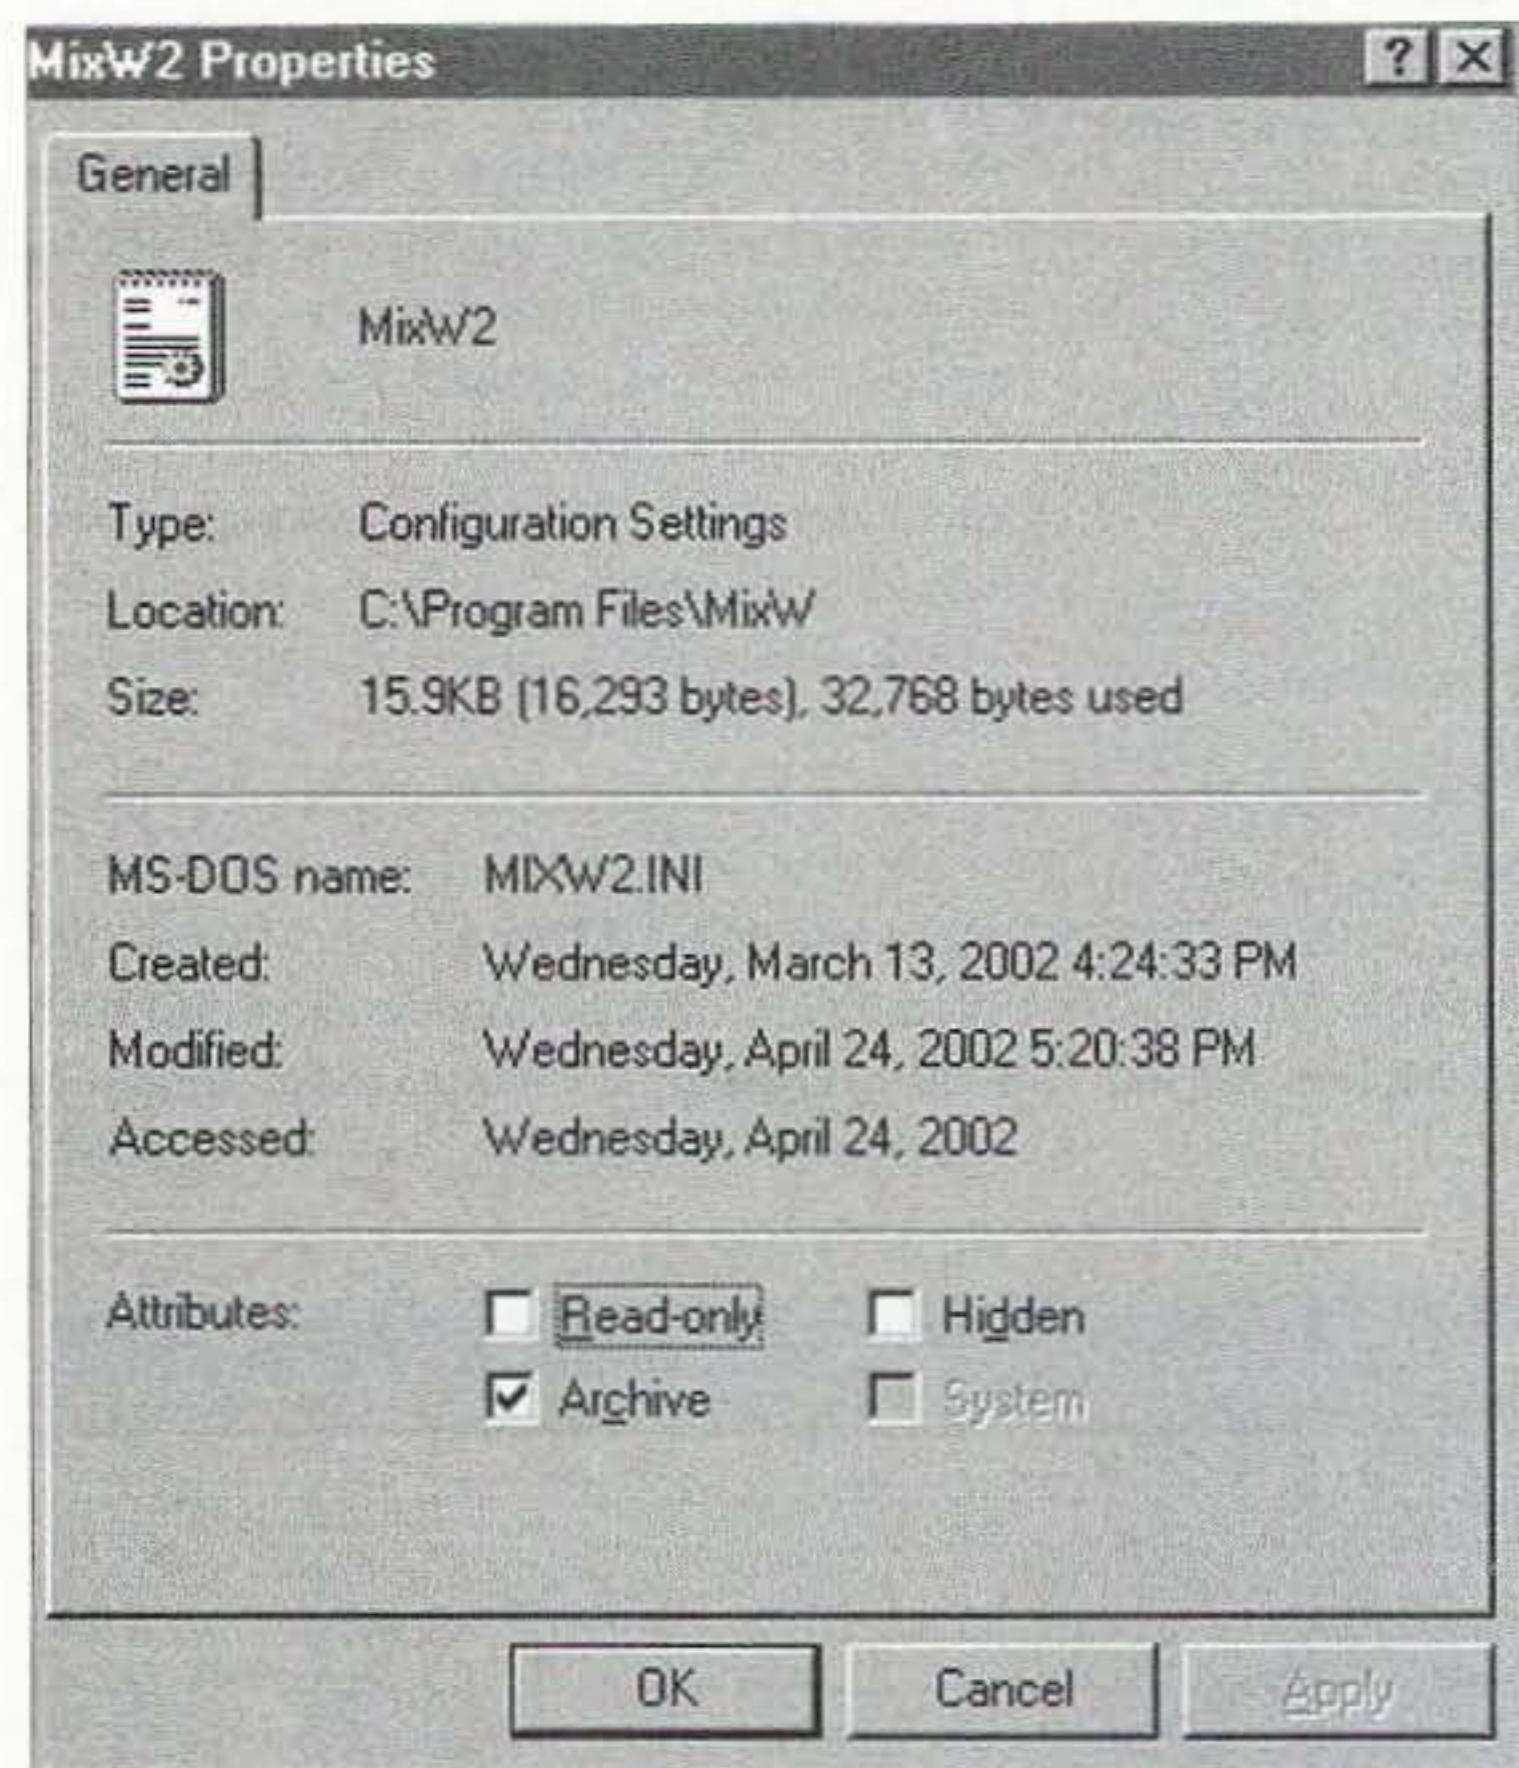 MixW2 Properties
General
MixW2
Type: Configuration Settings
Location: C:\Program Files\MixW
Size: 15.9KB (16,293 bytes), 32,768 bytes used
MS-DOS name: MIXW2.INI
Created: Wednesday, March 13, 2002 4:24:33 PM
Modified: Wednesday, April 24, 2002 5:20:38 PM
Accessed: Wednesday, April 24, 2002
Attributes: Read-only Hidden
Archive System
OK Cancel Apply